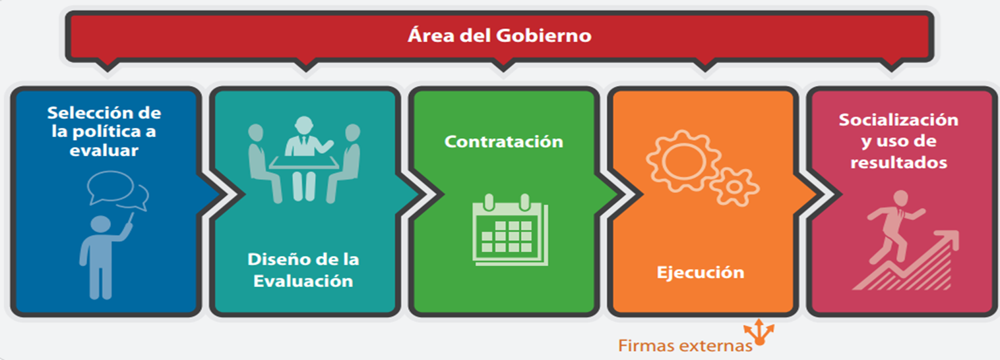 Área del Gobierno
Selección de
la política a
evaluar
Diseño de la
Evaluación
Contratación
Ejecución
Socialización
y uso de
resultados
Firmas externas